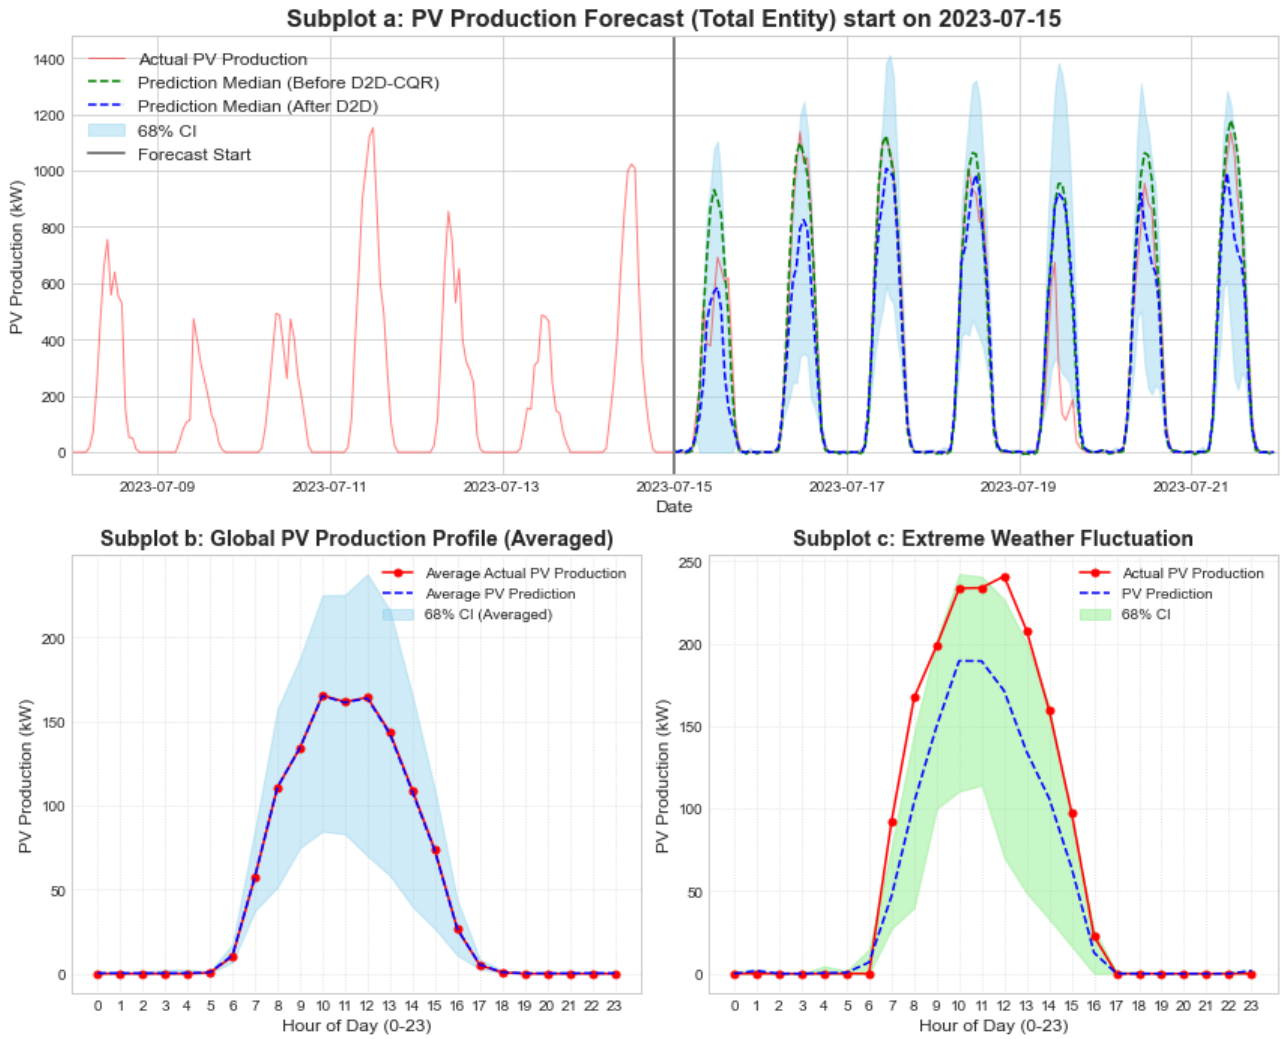 Subplot a: PV Production Forecast (Total Entity) start on 2023-07-15
1400
1200
1000
800
600
400
200
0
PV Production (kW)
Actual PV Production
Prediction Median (Before D2D-CQR)
Prediction Median (After D2D)
68% CI
Forecast Start
2023-07-09 2023-07-11 2023-07-13 2023-07-15 2023-07-17 2023-07-19 2023-07-21
Date
Subplot b: Global PV Production Profile (Averaged)
200
150
100
50
0
PV Production (kW)
Average Actual PV Production
Average PV Prediction
68% CI (Averaged)
0 1 2 3 4 5 6 7 8 9 10 11 12 13 14 15 16 17 18 19 20 21 22 23
Hour of Day (0-23)
Subplot c: Extreme Weather Fluctuation
250
200
150
100
50
0
PV Production (kW)
Actual PV Production
PV Prediction
68% CI
0 1 2 3 4 5 6 7 8 9 10 11 12 13 14 15 16 17 18 19 20 21 22 23
Hour of Day (0-23)